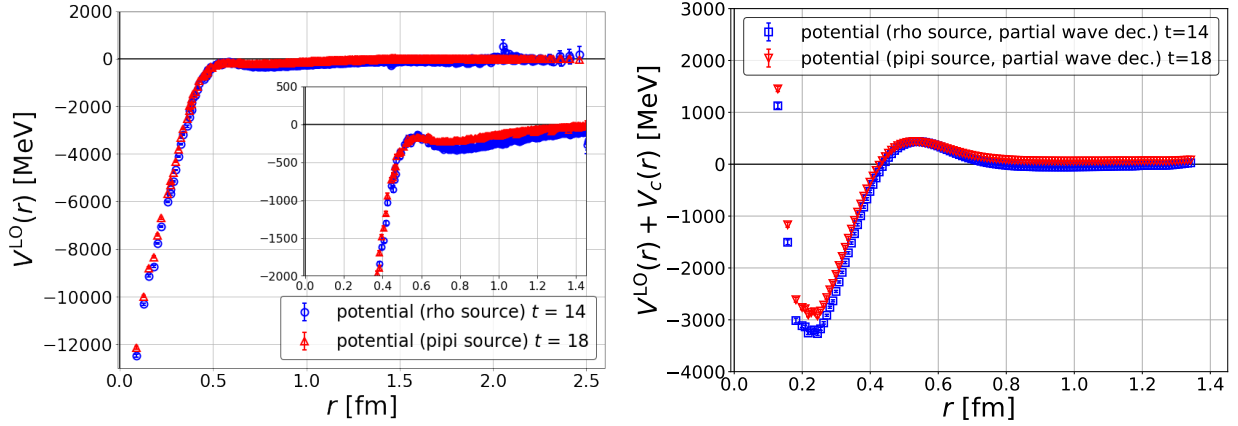 2000
0
−2000
−4000
−6000
−8000
−10000
−12000
V^LO(r) [MeV]
500
0
−500
−1000
−1500
−2000
0.0 0.2 0.4 0.6 0.8 1.0 1.2 1.4
potential (rho source) t = 14
potential (pipi source) t = 18
0.0 0.5 1.0 1.5 2.0 2.5
r [fm]
3000
2000
1000
0
−1000
−2000
−3000
−4000
V^LO(r) + V_c(r) [MeV]
potential (rho source, partial wave dec.) t=14
potential (pipi source, partial wave dec.) t=18
0.0 0.2 0.4 0.6 0.8 1.0 1.2 1.4
r [fm]